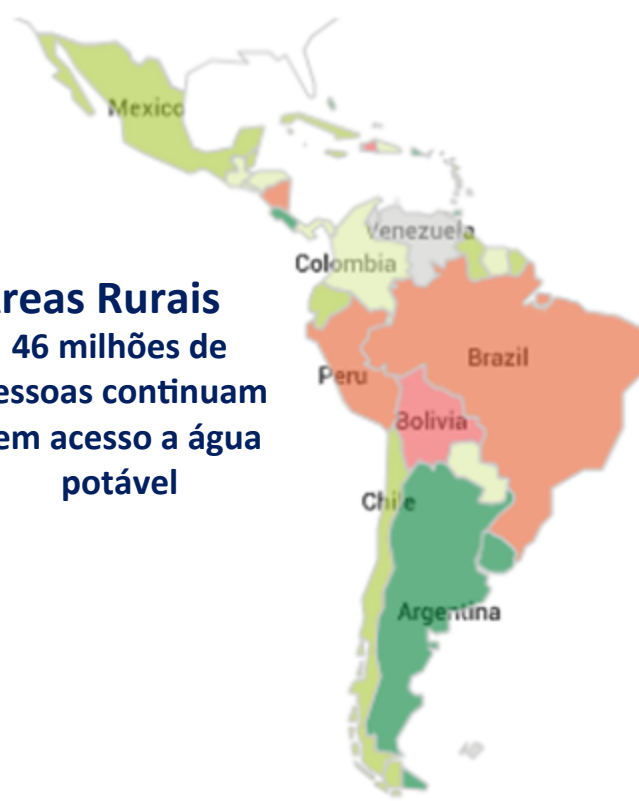 Mexico
Venezuela
Colombia
reas Rurais
46 milhões de
Brazil
Peru
essoas continuam
Bolivia
em acesso a água
potável
Chile
Argentina